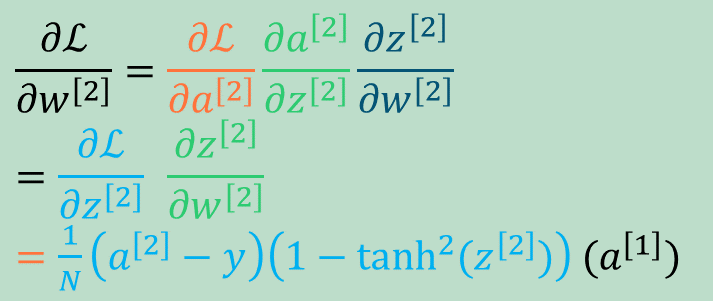 ∂ℒ/∂w^[2] = ∂ℒ/∂a^[2] ∂a^[2]/∂z^[2] ∂z^[2]/∂w^[2]
= ∂ℒ/∂z^[2] ∂z^[2]/∂w^[2]
= 1/N (a^[2] − y)(1 − tanh²(z^[2])) (a^[1])